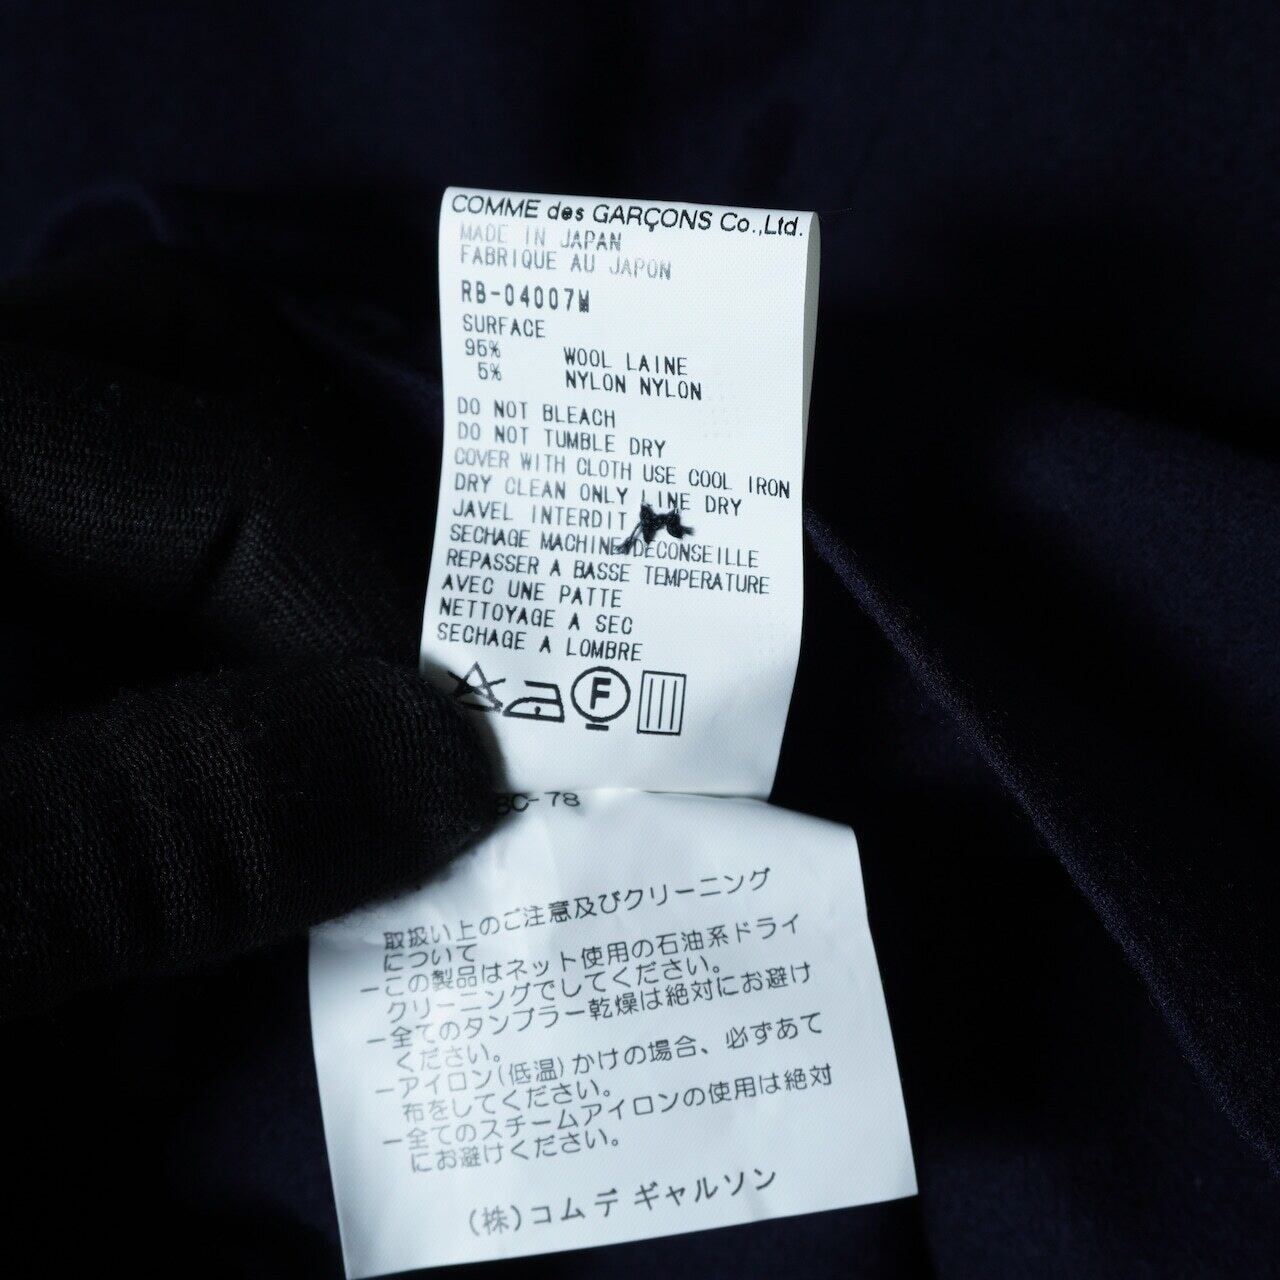 COMME des GARÇONS Co.,Ltd.
MADE IN JAPAN
FABRIQUE AU JAPON
RB-04007M
SURFACE
95% WOOL LAINE
5% NYLON NYLON
DO NOT BLEACH
DO NOT TUMBLE DRY
COVER WITH CLOTH USE COOL IRON
DRY CLEAN ONLY LINE DRY
JAVEL INTERDIT
SECHAGE MACHINE DECONSEILLE
REPASSER A BASSE TEMPERATURE
AVEC UNE PATTE
NETTOYAGE A SEC
SECHAGE A LOMBRE
F
取扱い上のご注意及びクリーニング
について
ーこの製品はネット使用の石油系ドライ
クリーニングでしてください。
ー全てのタンブラー乾燥は絶対にお避け
ください。
ーアイロン(低温)かけの場合、必ずあて
布をしてください。
ー全てのスチームアイロンの使用は絶対
にお避けください。
(株)コム デ ギャルソン